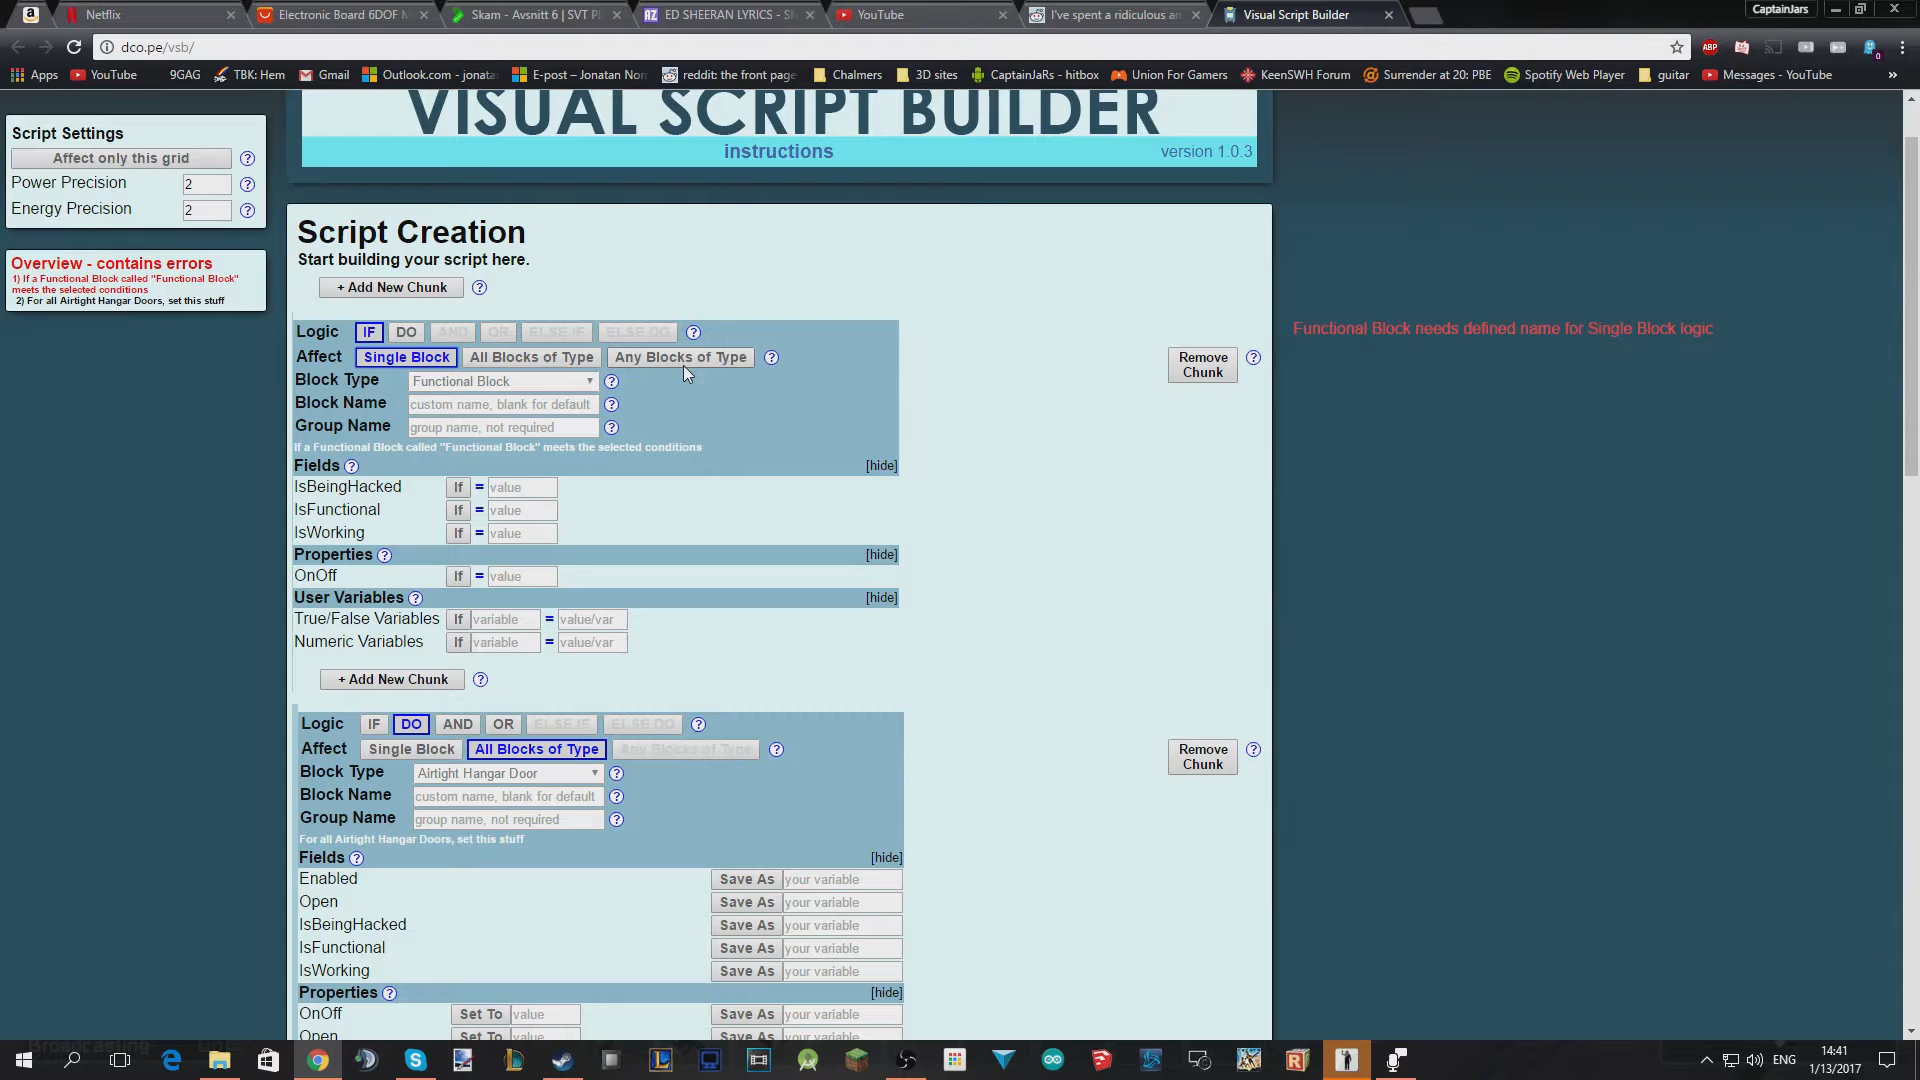 Netflix
Electronic Board 6DOF M
Skam - Avsnitt 6 | SVT Pl
ED SHEERAN LYRICS - Sh
YouTube
I've spent a ridiculous an
Visual Script Builder
CaptainJars
dco.pe/vsb/
ABP
0
Apps
YouTube
9GAG
TBK: Hem
Gmail
Outlook.com - jonatan
E-post – Jonatan Nor
reddit: the front page
Chalmers
3D sites
CaptainJaRs - hitbox
Union For Gamers
KeenSWH Forum
Surrender at 20: PBE
Spotify Web Player
guitar
Messages - YouTube
»
VISUAL SCRIPT BUILDER
instructions
version 1.0.3
Script Settings
Affect only this grid ?
Power Precision 2 ?
Energy Precision 2 ?
Overview - contains errors
1) If a Functional Block called "Functional Block"
meets the selected conditions
2) For all Airtight Hangar Doors, set this stuff
Script Creation
Start building your script here.
+ Add New Chunk ?
Logic IF DO AND OR ELSE IF ELSE DO ?
Affect Single Block All Blocks of Type Any Blocks of Type ?
Block Type Functional Block ?
Block Name custom name, blank for default ?
Group Name group name, not required ?
If a Functional Block called "Functional Block" meets the selected conditions
Fields ? [hide]
IsBeingHacked If = value
IsFunctional If = value
IsWorking If = value
Properties ? [hide]
OnOff If = value
User Variables ? [hide]
True/False Variables If variable = value/var
Numeric Variables If variable = value/var
+ Add New Chunk ?
Remove
Chunk ?
Functional Block needs defined name for Single Block logic
Logic IF DO AND OR ELSE IF ELSE DO ?
Affect Single Block All Blocks of Type Any Blocks of Type ?
Block Type Airtight Hangar Door ?
Block Name custom name, blank for default ?
Group Name group name, not required ?
For all Airtight Hangar Doors, set this stuff
Fields ? [hide]
Enabled Save As your variable
Open Save As your variable
IsBeingHacked Save As your variable
IsFunctional Save As your variable
IsWorking Save As your variable
Properties ? [hide]
OnOff Set To value Save As your variable
Open Set To value Save As your variable
Remove
Chunk ?
Broadcasting
ENG
14:41
1/13/2017